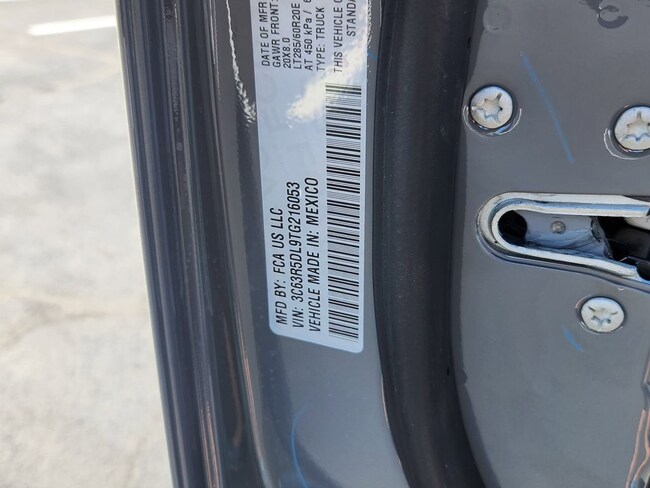 MFD BY: FCA US LLC
VIN: 3C63R5DL9TG216053
VEHICLE MADE IN: MEXICO
DATE OF MFR
GAWR FRONT:
20X8.0
LT285/60R20E
AT 450 kPa /
TYPE: TRUCK
THIS VEHICLE
STANDA